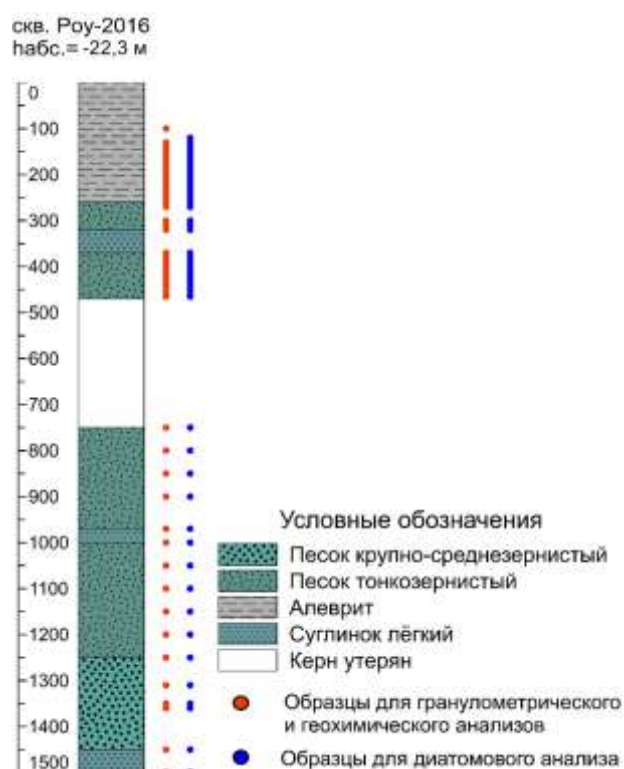 скв. Роу-2016
hабс.= -22,3 м
0
100
200
300
400
500
600
700
800
900
1000
1100
1200
1300
1400
1500
Условные обозначения
Песок крупно-среднезернистый
Песок тонкозернистый
Алеврит
Суглинок лёгкий
Керн утерян
Образцы для гранулометрического
и геохимического анализов
Образцы для диатомового анализа